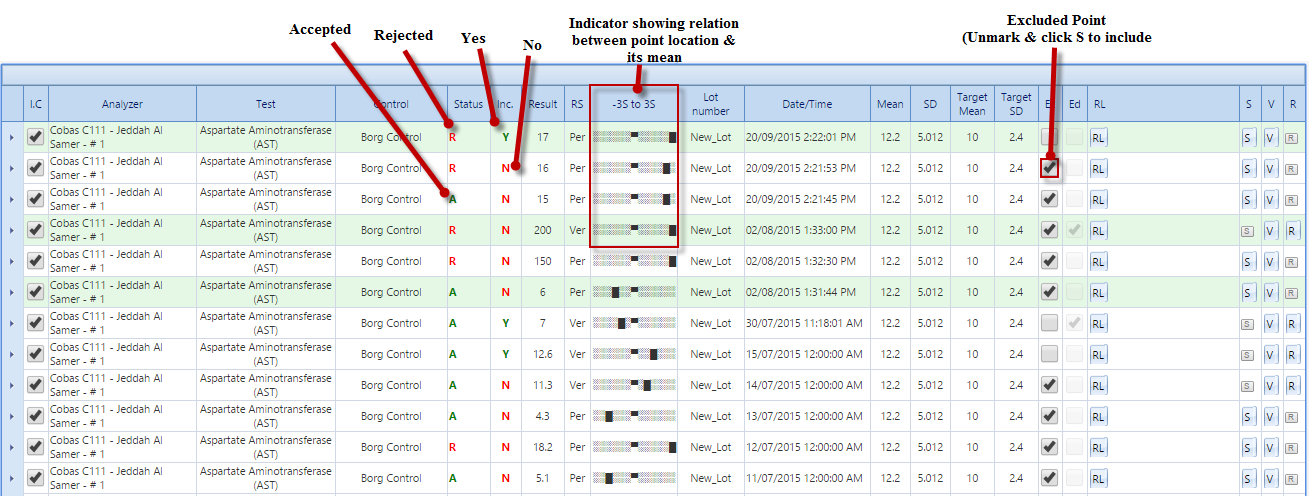 Accepted
Rejected
Yes
No
Indicator showing relation
between point location &
its mean
Excluded Point
(Unmark & click S to include
I.C Analyzer Test Control Status Inc. Result RS -3S to 3S Lot number Date/Time Mean SD Target Mean Target SD E Ed RL S V R
Cobas C111 - Jeddah Al
Samer - # 1
Aspartate Aminotransferase
(AST)
Borg Control R Y 17 Per New_Lot 20/09/2015 2:22:01 PM 12.2 5.012 10 2.4 RL S V R
Cobas C111 - Jeddah Al
Samer - # 1
Aspartate Aminotransferase
(AST)
Borg Control R N 16 Per New_Lot 20/09/2015 2:21:53 PM 12.2 5.012 10 2.4 RL S V R
Cobas C111 - Jeddah Al
Samer - # 1
Aspartate Aminotransferase
(AST)
Borg Control A N 15 Per New_Lot 20/09/2015 2:21:45 PM 12.2 5.012 10 2.4 RL S V R
Cobas C111 - Jeddah Al
Samer - # 1
Aspartate Aminotransferase
(AST)
Borg Control R N 200 Ver New_Lot 02/08/2015 1:33:00 PM 12.2 5.012 10 2.4 RL S V R
Cobas C111 - Jeddah Al
Samer - # 1
Aspartate Aminotransferase
(AST)
Borg Control R N 150 Per New_Lot 02/08/2015 1:32:30 PM 12.2 5.012 10 2.4 RL S V R
Cobas C111 - Jeddah Al
Samer - # 1
Aspartate Aminotransferase
(AST)
Borg Control A N 6 Per New_Lot 02/08/2015 1:31:44 PM 12.2 5.012 10 2.4 RL S V R
Cobas C111 - Jeddah Al
Samer - # 1
Aspartate Aminotransferase
(AST)
Borg Control A Y 7 Ver New_Lot 30/07/2015 11:18:01 AM 12.2 5.012 10 2.4 RL S V R
Cobas C111 - Jeddah Al
Samer - # 1
Aspartate Aminotransferase
(AST)
Borg Control A Y 12.6 Ver New_Lot 15/07/2015 12:00:00 AM 12.2 5.012 10 2.4 RL S V R
Cobas C111 - Jeddah Al
Samer - # 1
Aspartate Aminotransferase
(AST)
Borg Control A N 11.3 Ver New_Lot 14/07/2015 12:00:00 AM 12.2 5.012 10 2.4 RL S V R
Cobas C111 - Jeddah Al
Samer - # 1
Aspartate Aminotransferase
(AST)
Borg Control A N 4.3 Per New_Lot 13/07/2015 12:00:00 AM 12.2 5.012 10 2.4 RL S V R
Cobas C111 - Jeddah Al
Samer - # 1
Aspartate Aminotransferase
(AST)
Borg Control R N 18.2 Per New_Lot 12/07/2015 12:00:00 AM 12.2 5.012 10 2.4 RL S V R
Cobas C111 - Jeddah Al
Samer - # 1
Aspartate Aminotransferase
(AST)
Borg Control A N 5.1 Per New_Lot 11/07/2015 12:00:00 AM 12.2 5.012 10 2.4 RL S V R